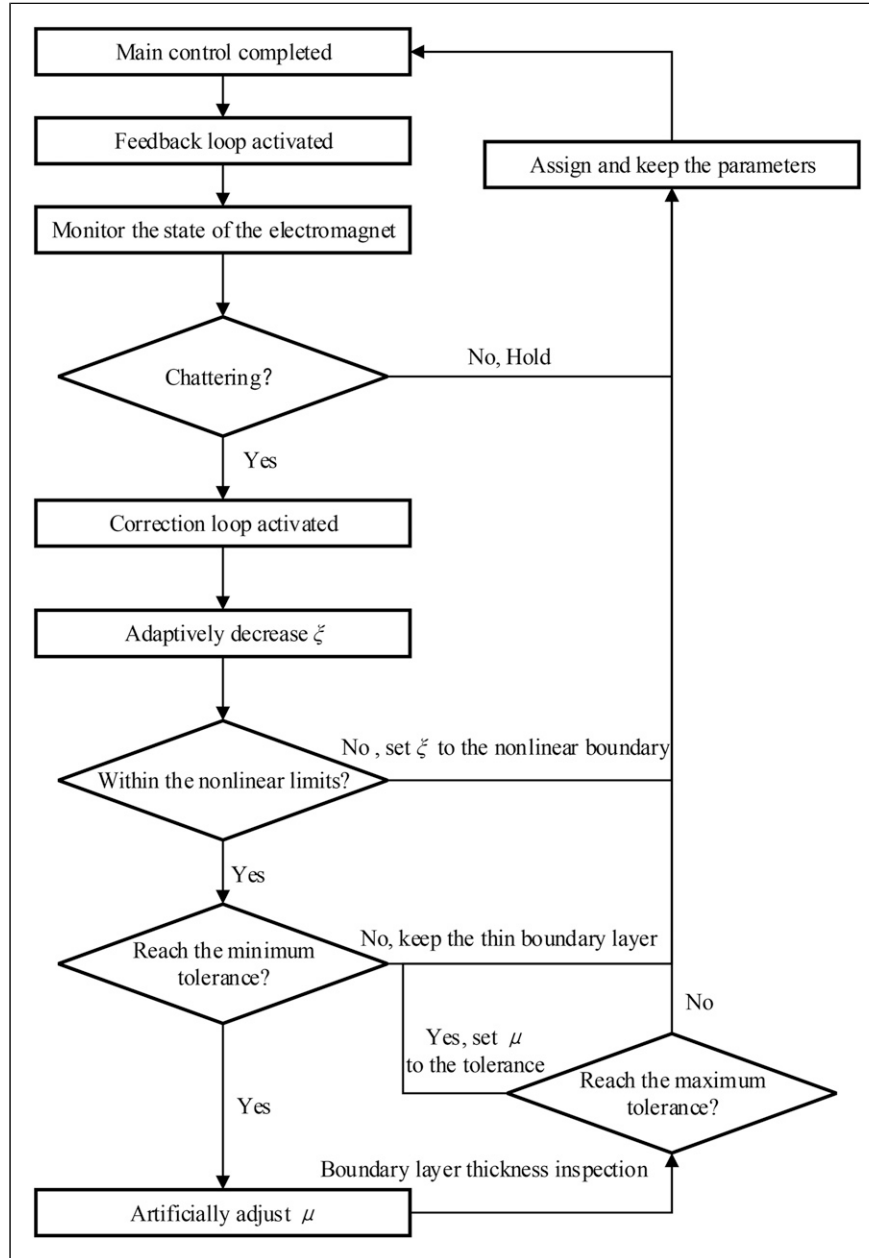 Main control completed
Feedback loop activated
Assign and keep the parameters
Monitor the state of the electromagnet
Chattering?
No, Hold
Yes
Correction loop activated
Adaptively decrease ξ
No , set ξ to the nonlinear boundary
Within the nonlinear limits?
Yes
Reach the minimum
tolerance?
No, keep the thin boundary layer
No
Yes, set μ
to the tolerance
Reach the maximum
tolerance?
Yes
Boundary layer thickness inspection
Artificially adjust μ